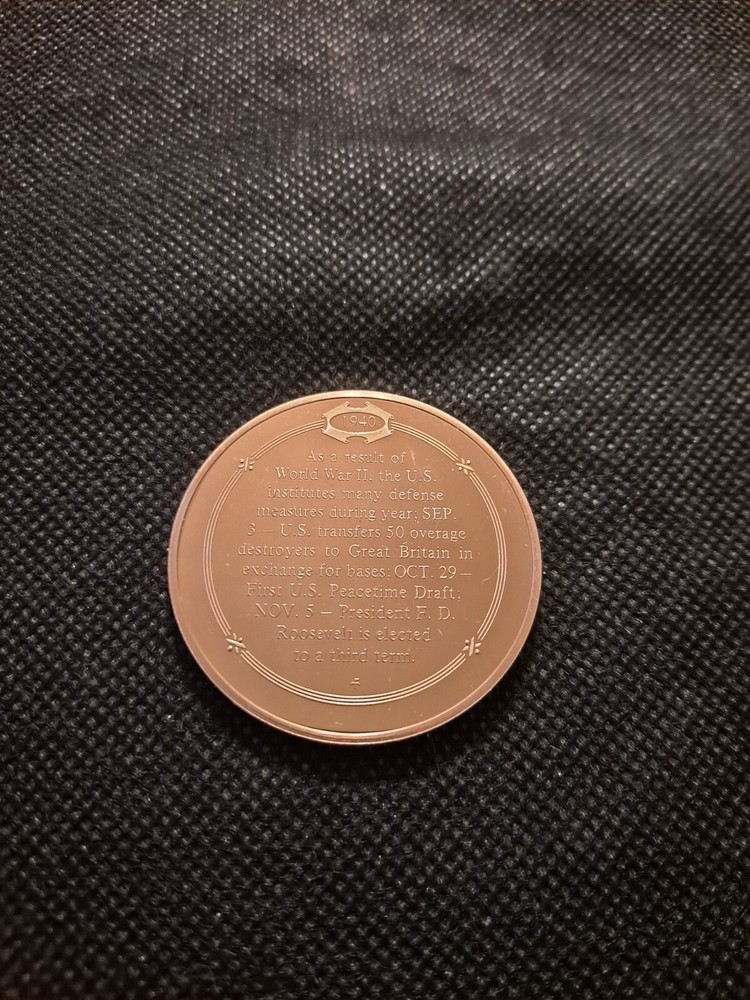 1940
As a result of
World War II, the U.S.
institutes many defense
measures during year; SEP.
3 – U.S. transfers 50 overage
destroyers to Great Britain in
exchange for bases; OCT. 29 –
First U.S. Peacetime Draft;
NOV. 5 – President F. D.
Roosevelt is elected
to a third term.